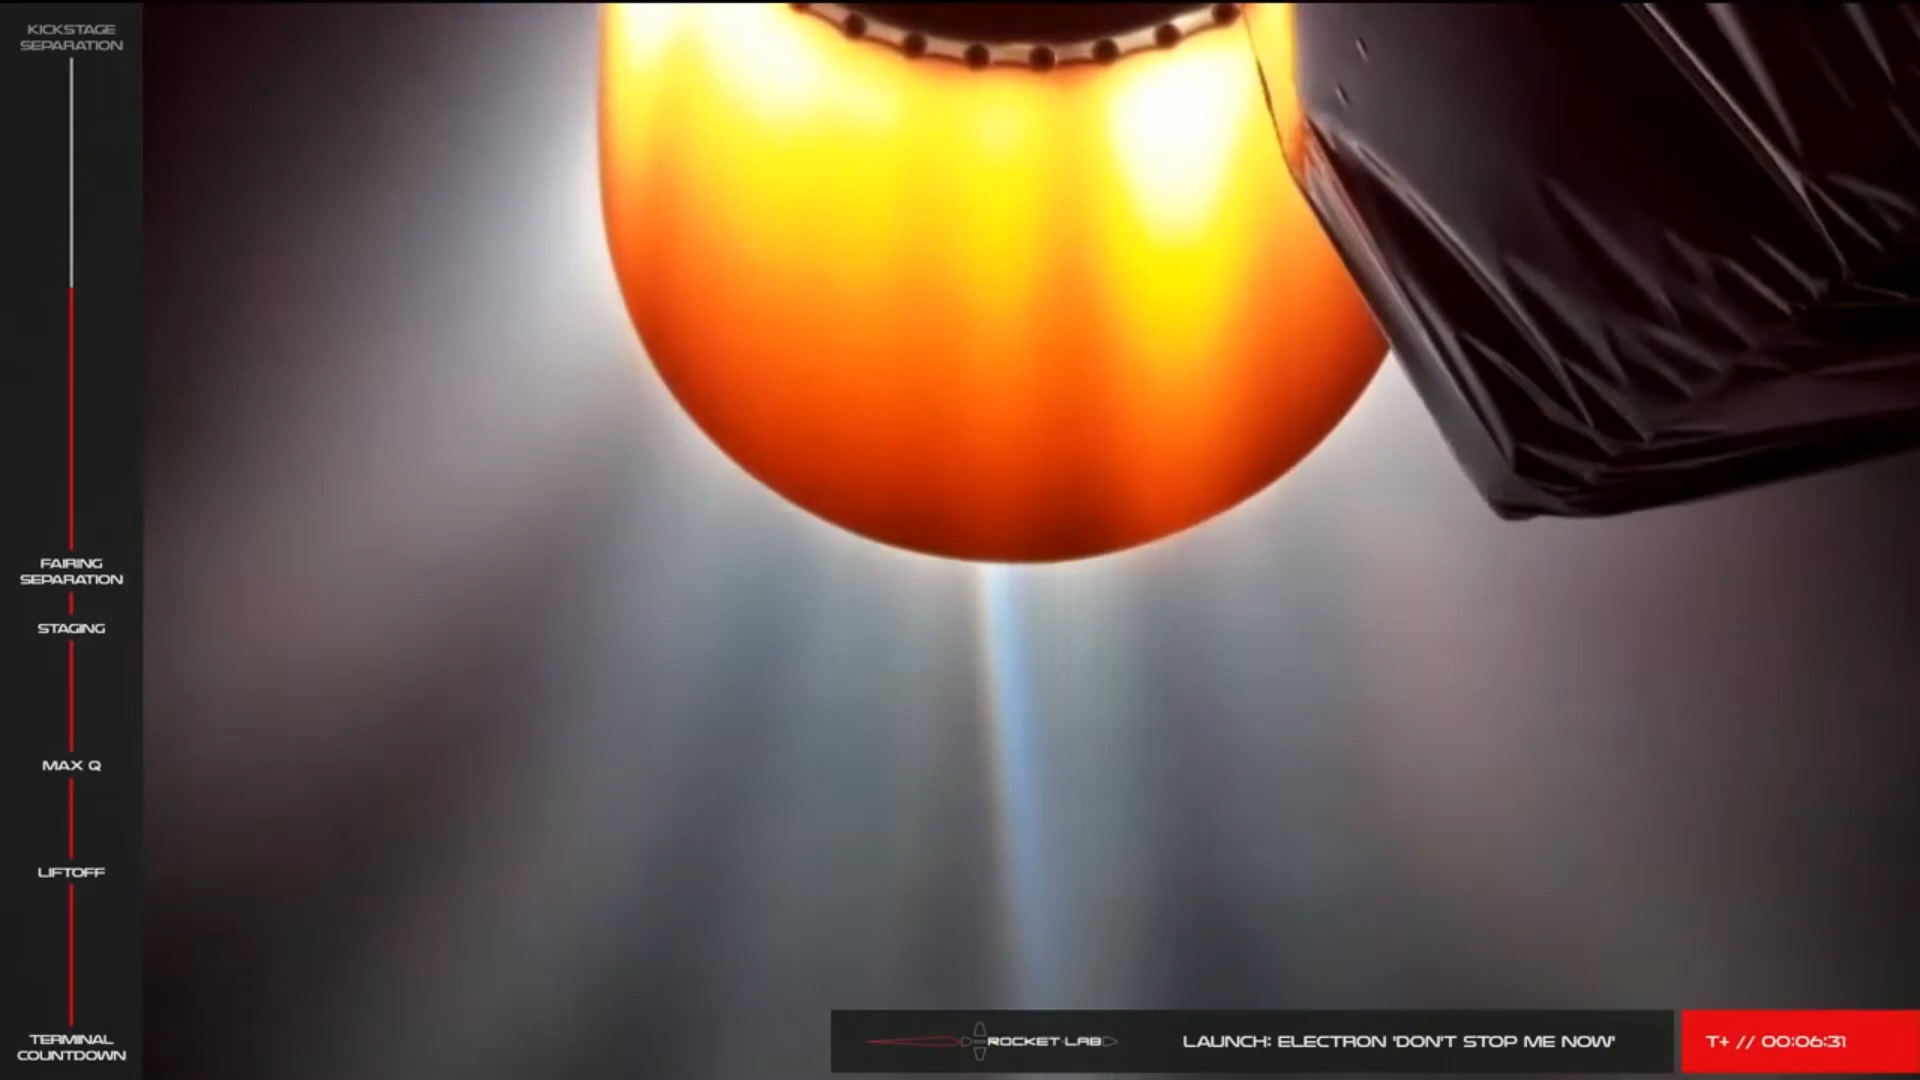 KICKSTAGE
SEPARATION
FAIRING
SEPARATION
STAGING
MAX Q
LIFTOFF
TERMINAL
COUNTDOWN
ROCKET LAB
LAUNCH: ELECTRON 'DON'T STOP ME NOW'
T+ // 00:06:31